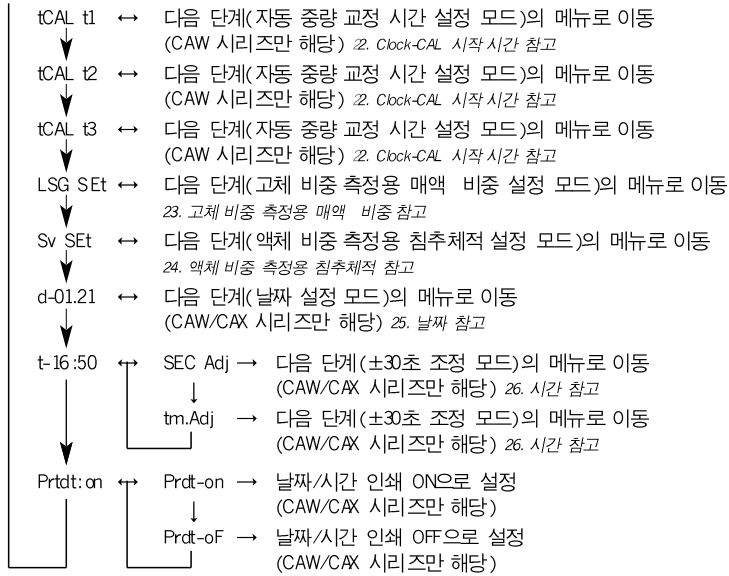 tCAL t1 ↔ 다음 단계(자동 중량 교정 시간 설정 모드)의 메뉴로 이동
(CAW 시리즈만 해당) 22. Clock-CAL 시작 시간 참고
tCAL t2 ↔ 다음 단계(자동 중량 교정 시간 설정 모드)의 메뉴로 이동
(CAW 시리즈만 해당) 22. Clock-CAL 시작 시간 참고
tCAL t3 ↔ 다음 단계(자동 중량 교정 시간 설정 모드)의 메뉴로 이동
(CAW 시리즈만 해당) 22. Clock-CAL 시작 시간 참고
LSG SEt ↔ 다음 단계(고체 비중 측정용 매액 비중 설정 모드)의 메뉴로 이동
23. 고체 비중 측정용 매액 비중 참고
Sv SEt ↔ 다음 단계(액체 비중 측정용 침추체적 설정 모드)의 메뉴로 이동
24. 액체 비중 측정용 침추체적 참고
d-01.21 ↔ 다음 단계(날짜 설정 모드)의 메뉴로 이동
(CAW/CAX 시리즈만 해당) 25. 날짜 참고
t-16:50 ↔ SEC Adj → 다음 단계(±30초 조정 모드)의 메뉴로 이동
(CAW/CAX 시리즈만 해당) 26. 시간 참고
tm.Adj → 다음 단계(±30초 조정 모드)의 메뉴로 이동
(CAW/CAX 시리즈만 해당) 26. 시간 참고
Prtdt:on ↔ Prdt-on → 날짜/시간 인쇄 ON으로 설정
(CAW/CAX 시리즈만 해당)
Prdt-oF → 날짜/시간 인쇄 OFF으로 설정
(CAW/CAX 시리즈만 해당)